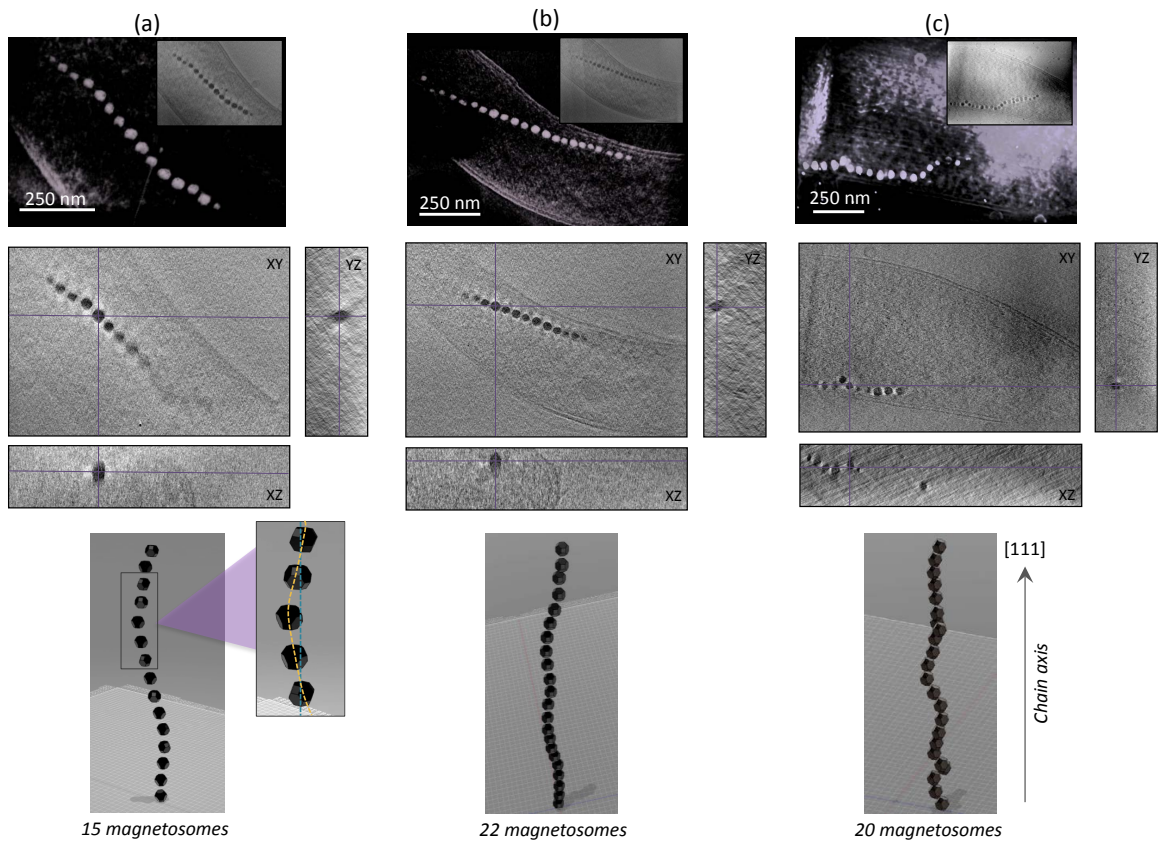 (a)
(b)
(c)
250 nm
250 nm
250 nm
XY
YZ
XY
YZ
XY
YZ
XZ
XZ
XZ
[111]
Chain axis
15 magnetosomes
22 magnetosomes
20 magnetosomes